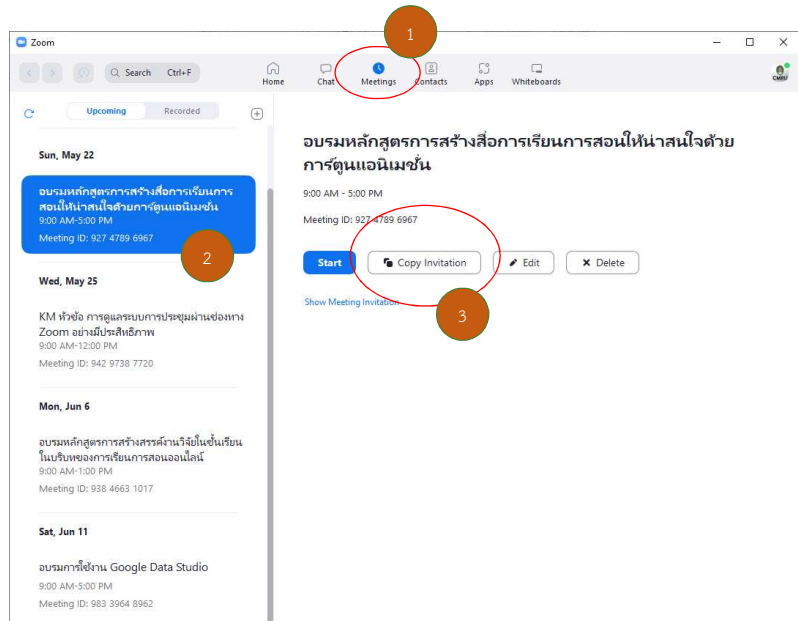 1
Zoom
Search Ctrl+F
Home
Chat
Meetings
Contacts
Apps
Whiteboards
CMRU
Upcoming
Recorded
Sun, May 22
อบรมหลักสูตรการสร้างสื่อการเรียนการ
สอนให้น่าสนใจด้วยการ์ตูนแอนิเมชั่น
9:00 AM-5:00 PM
Meeting ID: 927 4789 6967
2
Wed, May 25
KM หัวข้อ การดูแลระบบการประชุมผ่านช่องทาง
Zoom อย่างมีประสิทธิภาพ
9:00 AM-12:00 PM
Meeting ID: 942 9738 7720
Mon, Jun 6
อบรมหลักสูตรการสร้างสรรค์งานวิจัยในชั้นเรียน
ในบริบทของการเรียนการสอนออนไลน์
9:00 AM-1:00 PM
Meeting ID: 938 4663 1017
Sat, Jun 11
อบรมการใช้งาน Google Data Studio
9:00 AM-5:00 PM
Meeting ID: 983 3964 8962
อบรมหลักสูตรการสร้างสื่อการเรียนการสอนให้น่าสนใจด้วย
การ์ตูนแอนิเมชั่น
9:00 AM - 5:00 PM
Meeting ID: 927 4789 6967
Start
Copy Invitation
Edit
Delete
Show Meeting Invitation
3